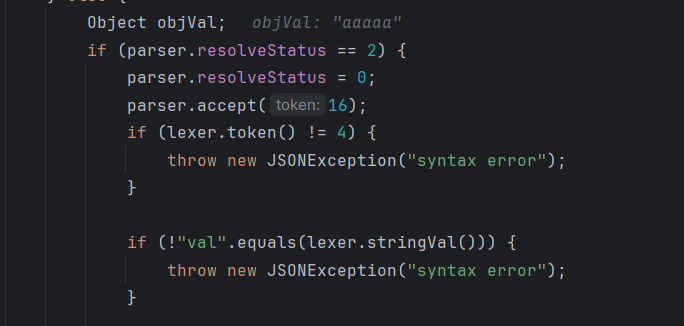 Object objVal;   objVal: "aaaaa"
if (parser.resolveStatus == 2) {
parser.resolveStatus = 0;
parser.accept( token: 16);
if (lexer.token() != 4) {
throw new JSONException("syntax error");
}
if (!"val".equals(lexer.stringVal())) {
throw new JSONException("syntax error");
}